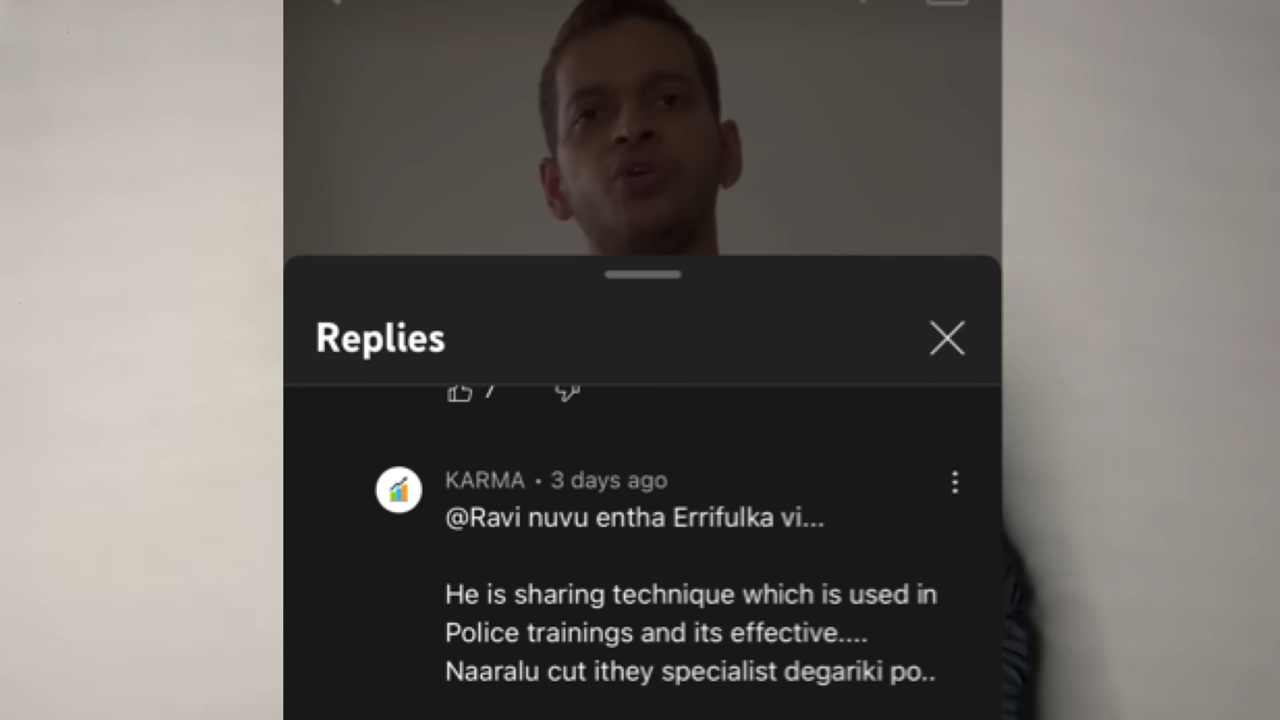 Replies
7
KARMA • 3 days ago
@Ravi nuvu entha Errifulka vi...
He is sharing technique which is used in
Police trainings and its effective....
Naaralu cut ithey specialist degariki po..